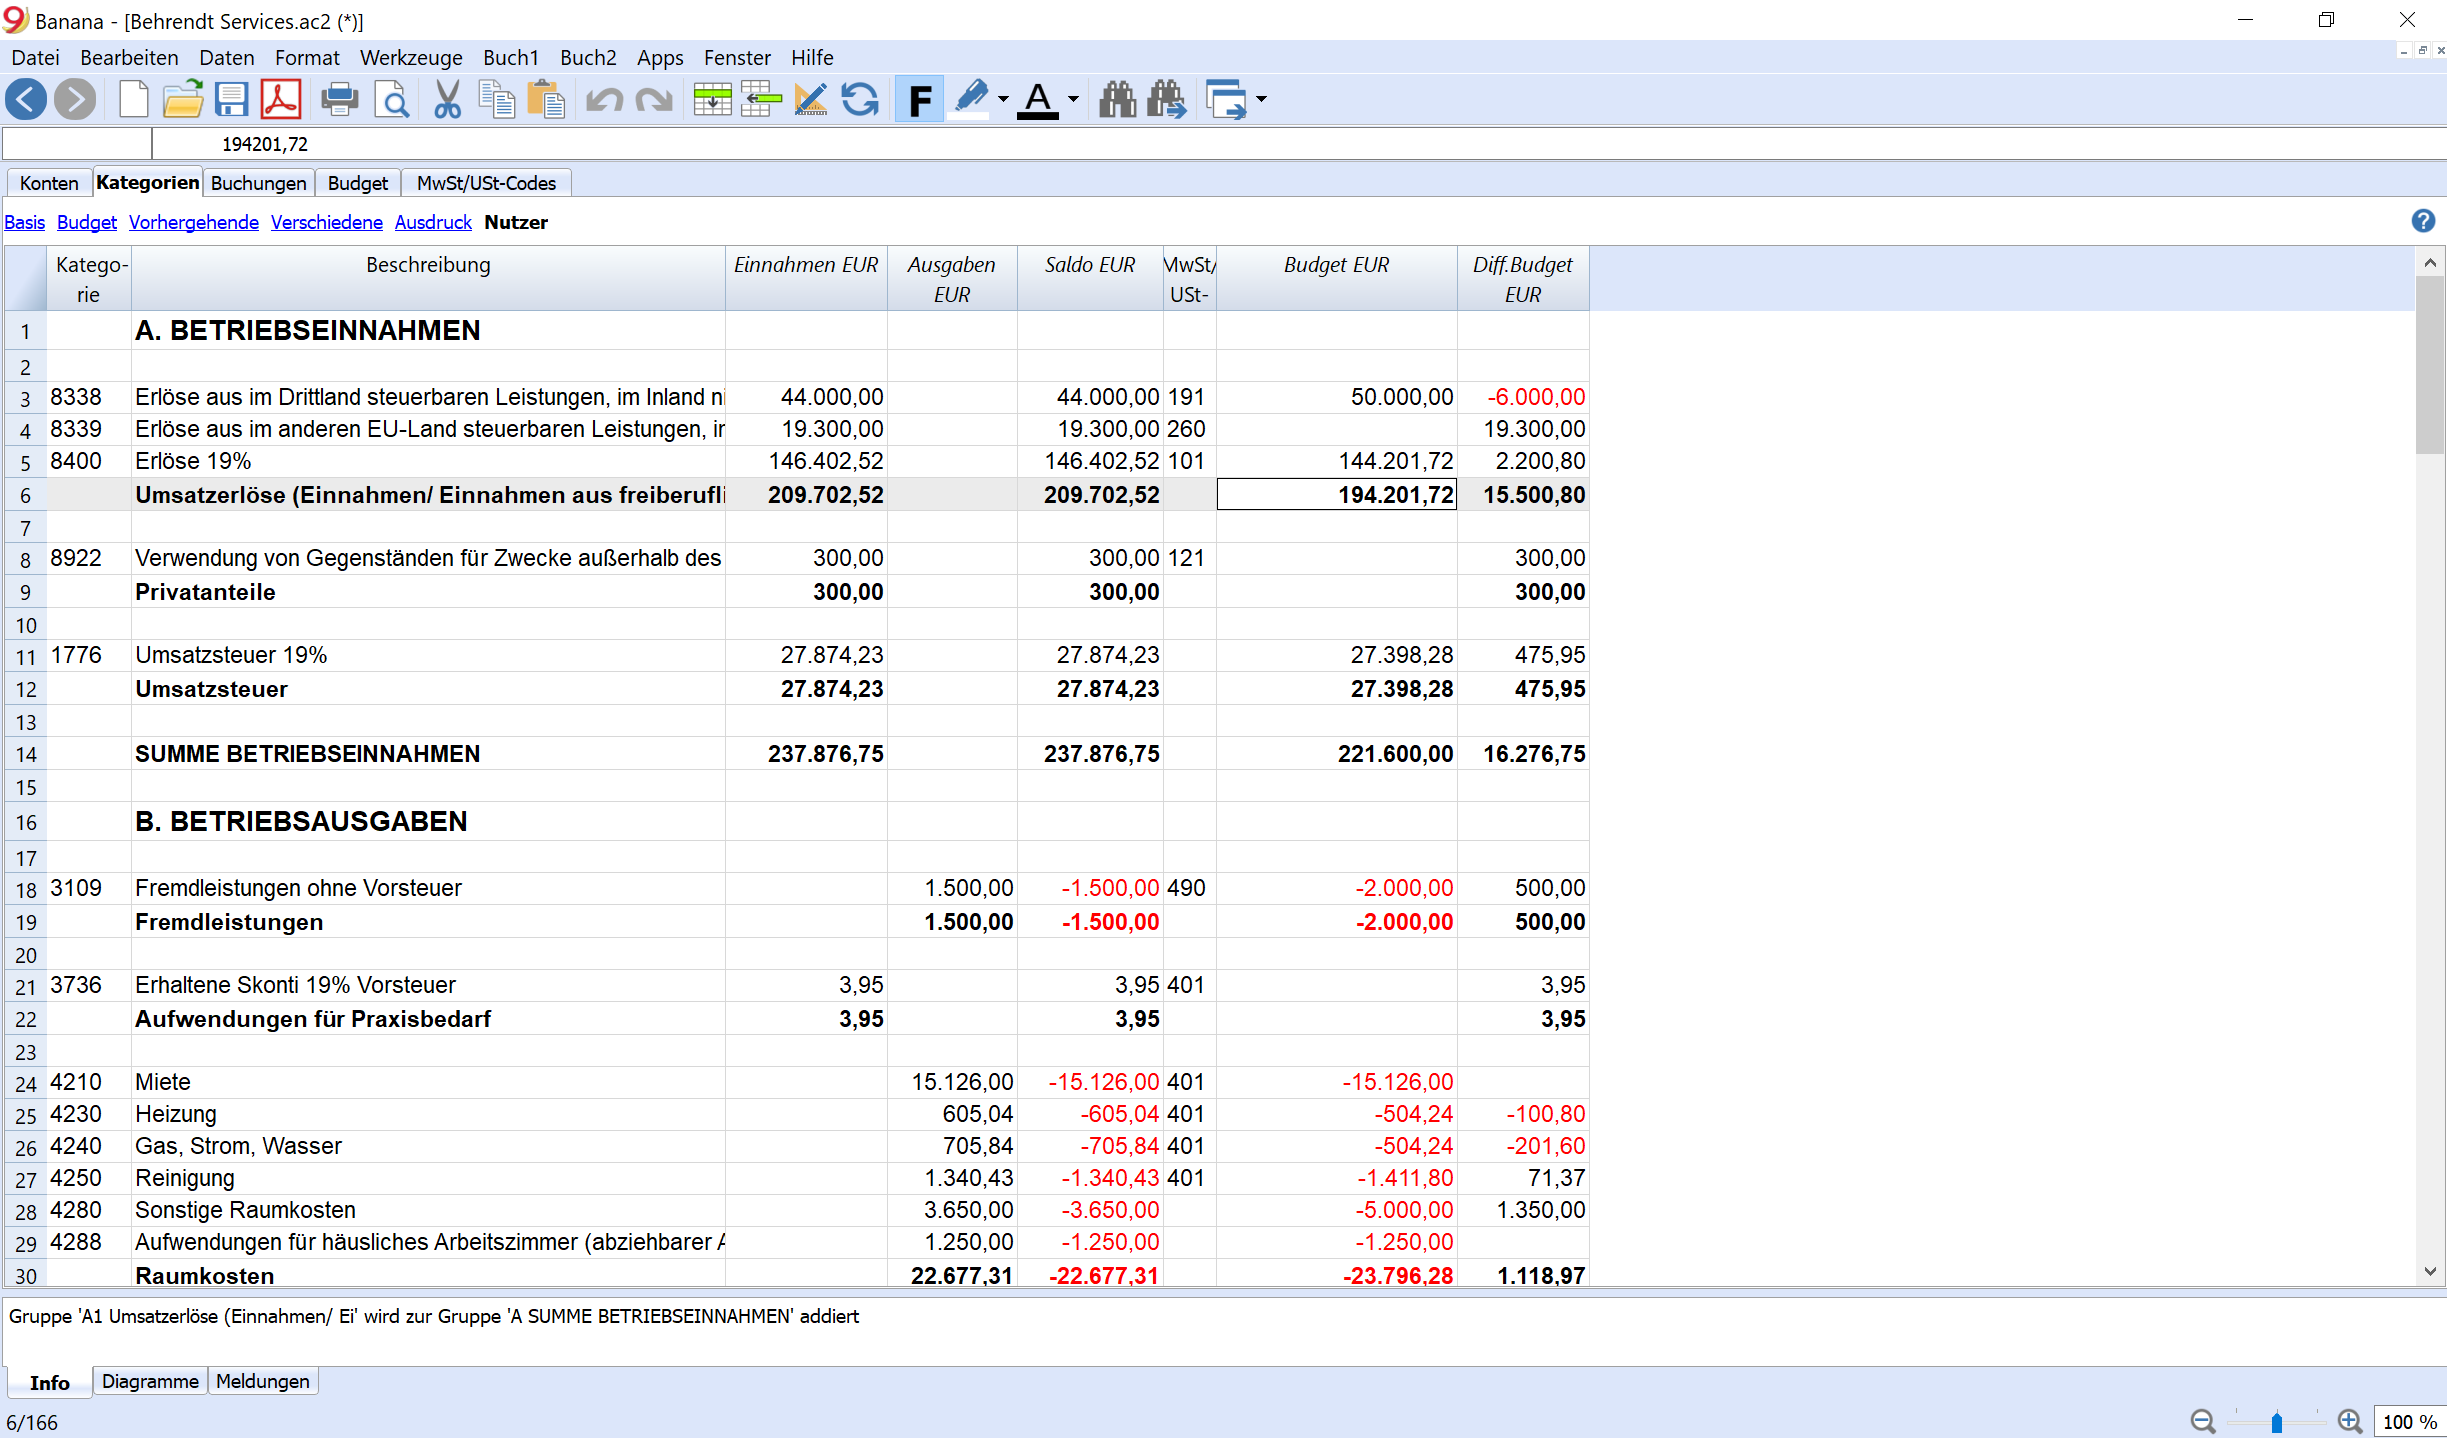 Banana - [Behrendt Services.ac2 (*)]
Datei Bearbeiten Daten Format Werkzeuge Buch1 Buch2 Apps Fenster Hilfe
F A
194201,72
Konten Kategorien Buchungen Budget MwSt/USt-Codes
Basis Budget Vorhergehende Verschiedene Ausdruck Nutzer
Katego- Beschreibung Einnahmen EUR Ausgaben Saldo EUR MwSt/ Budget EUR Diff.Budget
rie EUR USt- EUR
1 A. BETRIEBSEINNAHMEN
2
3 8338 Erlöse aus im Drittland steuerbaren Leistungen, im Inland ni 44.000,00 44.000,00 191 50.000,00 -6.000,00
4 8339 Erlöse aus im anderen EU-Land steuerbaren Leistungen, ir 19.300,00 19.300,00 260 19.300,00
5 8400 Erlöse 19% 146.402,52 146.402,52 101 144.201,72 2.200,80
6 Umsatzerlöse (Einnahmen/ Einnahmen aus freiberufli 209.702,52 209.702,52 194.201,72 15.500,80
7
8 8922 Verwendung von Gegenständen für Zwecke außerhalb des 300,00 300,00 121 300,00
9 Privatanteile 300,00 300,00 300,00
10
11 1776 Umsatzsteuer 19% 27.874,23 27.874,23 27.398,28 475,95
12 Umsatzsteuer 27.874,23 27.874,23 27.398,28 475,95
13
14 SUMME BETRIEBSEINNAHMEN 237.876,75 237.876,75 221.600,00 16.276,75
15
16 B. BETRIEBSAUSGABEN
17
18 3109 Fremdleistungen ohne Vorsteuer 1.500,00 -1.500,00 490 -2.000,00 500,00
19 Fremdleistungen 1.500,00 -1.500,00 -2.000,00 500,00
20
21 3736 Erhaltene Skonti 19% Vorsteuer 3,95 3,95 401 3,95
22 Aufwendungen für Praxisbedarf 3,95 3,95 3,95
23
24 4210 Miete 15.126,00 -15.126,00 401 -15.126,00
25 4230 Heizung 605,04 -605,04 401 -504,24 -100,80
26 4240 Gas, Strom, Wasser 705,84 -705,84 401 -504,24 -201,60
27 4250 Reinigung 1.340,43 -1.340,43 401 -1.411,80 71,37
28 4280 Sonstige Raumkosten 3.650,00 -3.650,00 -5.000,00 1.350,00
29 4288 Aufwendungen für häusliches Arbeitszimmer (abziehbarer A 1.250,00 -1.250,00 -1.250,00
30 Raumkosten 22.677,31 -22.677,31 -23.796,28 1.118,97
Gruppe 'A1 Umsatzerlöse (Einnahmen/ Ei' wird zur Gruppe 'A SUMME BETRIEBSEINNAHMEN' addiert
Info Diagramme Meldungen
6/166 100 %